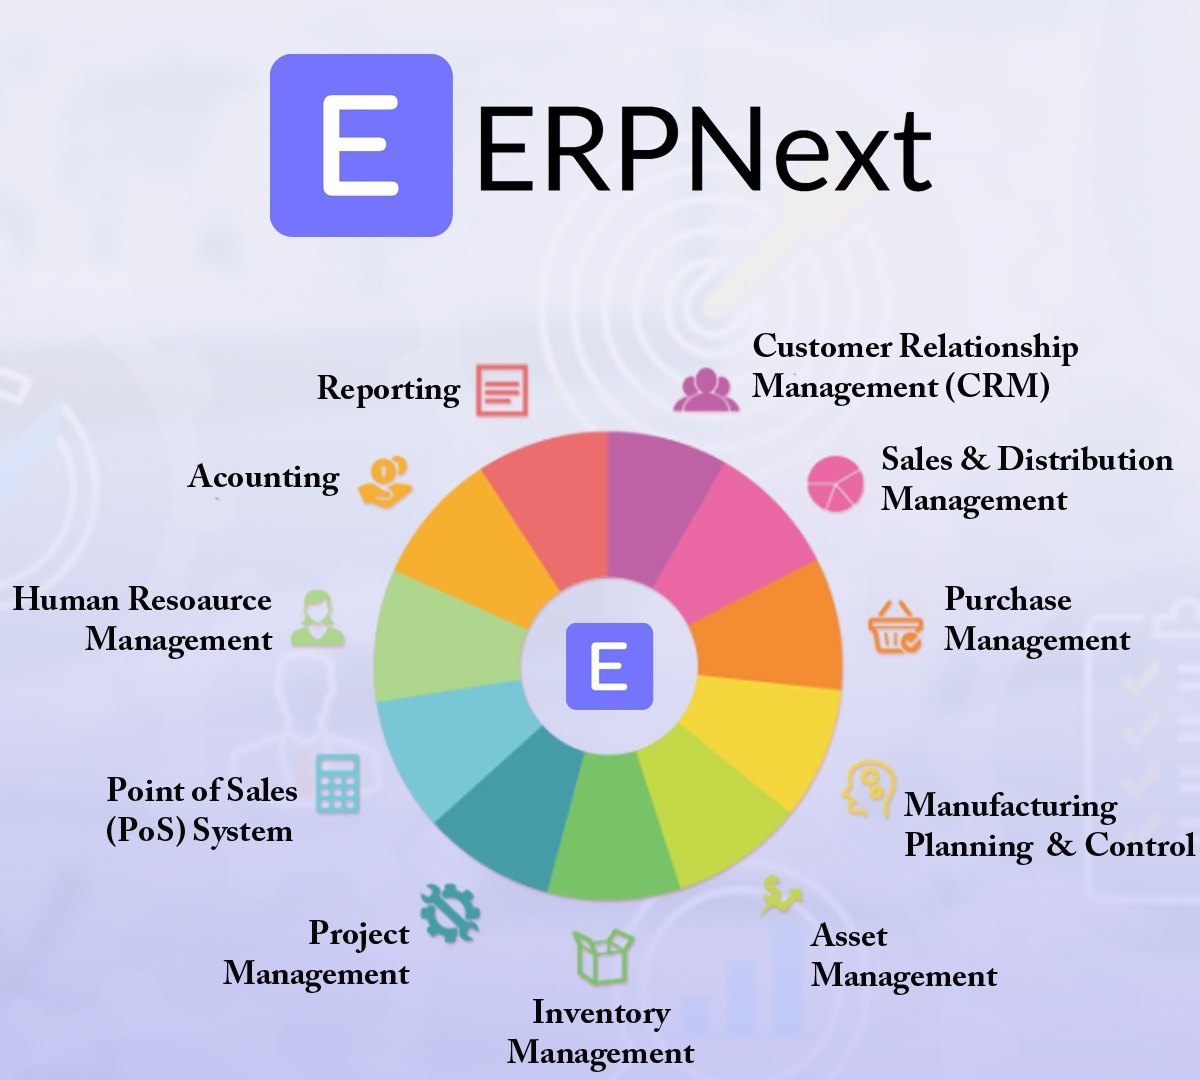 E
ERPNext
Customer Relationship
Management (CRM)
Sales & Distribution
Management
Purchase
Management
Manufacturing
Planning & Control
Asset
Management
Inventory
Management
Project
Management
Point of Sales
(PoS) System
Human Resoaurce
Management
Acounting
Reporting
E